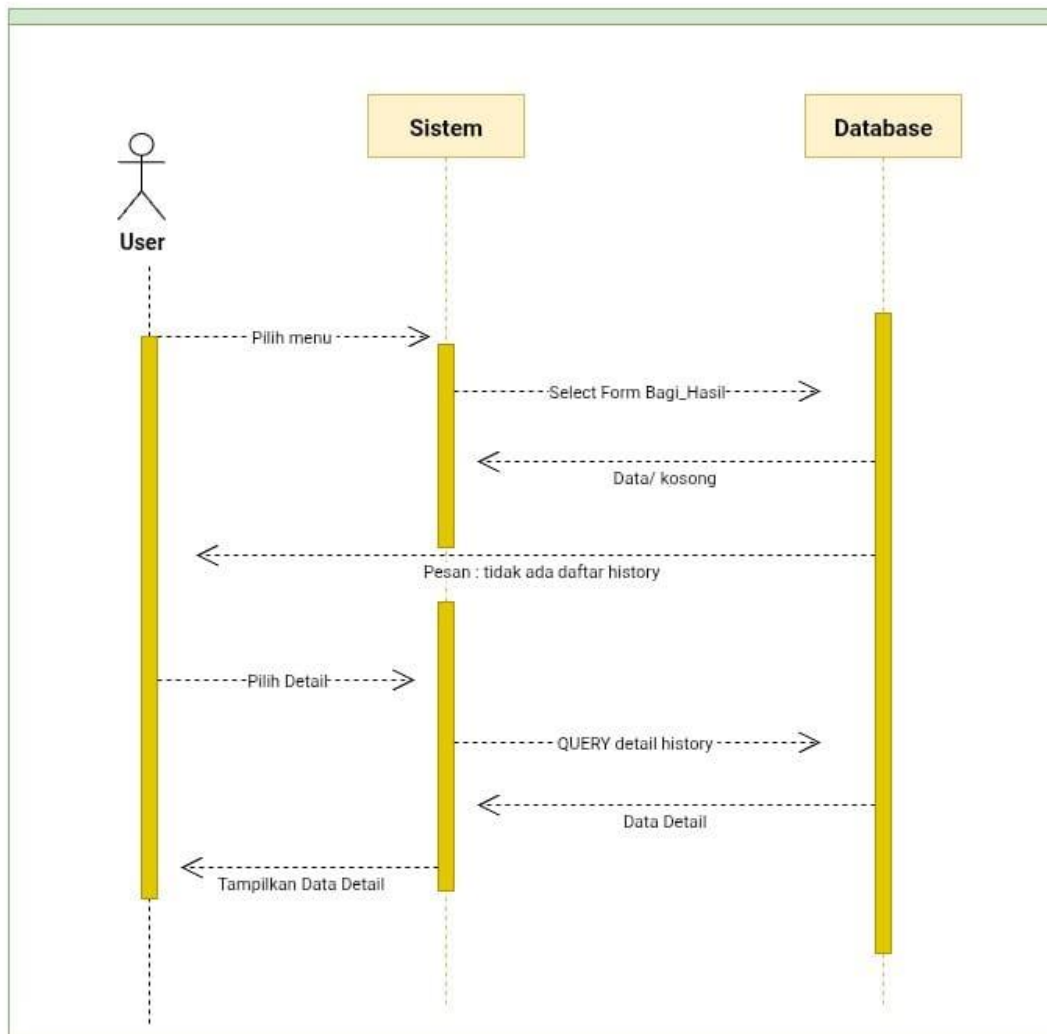 Sistem
Database
User
Pilih menu
Select Form Bagi_Hasil
Data/ kosong
Pesan : tidak ada daftar history
Pilih Detail
QUERY detail history
Data Detail
Tampilkan Data Detail